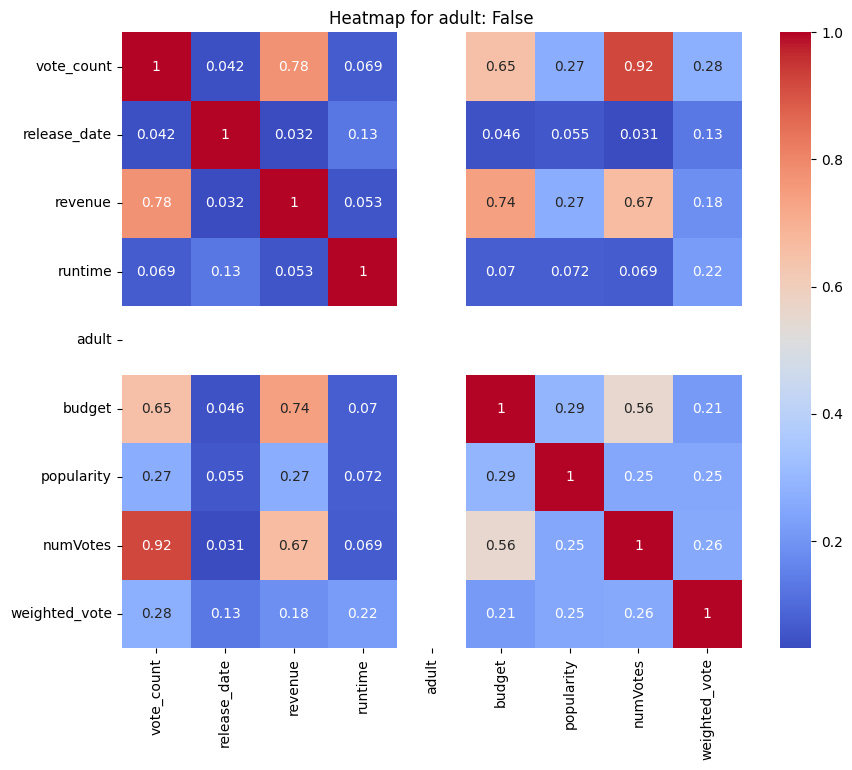 Heatmap for adult: False
vote_count 1 0.042 0.78 0.069 0.65 0.27 0.92 0.28
release_date 0.042 1 0.032 0.13 0.046 0.055 0.031 0.13
revenue 0.78 0.032 1 0.053 0.74 0.27 0.67 0.18
runtime 0.069 0.13 0.053 1 0.07 0.072 0.069 0.22
adult
budget 0.65 0.046 0.74 0.07 1 0.29 0.56 0.21
popularity 0.27 0.055 0.27 0.072 0.29 1 0.25 0.25
numVotes 0.92 0.031 0.67 0.069 0.56 0.25 1 0.26
weighted_vote 0.28 0.13 0.18 0.22 0.21 0.25 0.26 1
vote_count release_date revenue runtime adult budget popularity numVotes weighted_vote
1.0
0.8
0.6
0.4
0.2